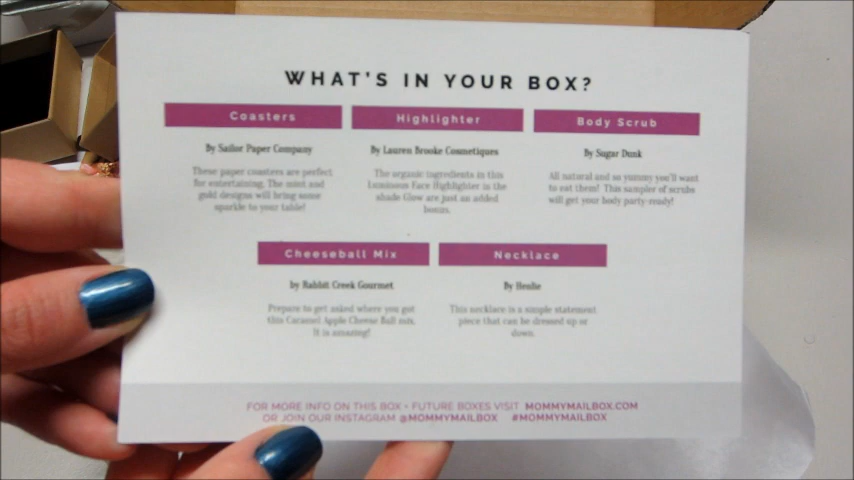 WHAT'S IN YOUR BOX?
Coasters
By Sailor Paper Company
These paper coasters are perfect
for entertaining. The mint and
gold designs will bring some
sparkle to your table!
Highlighter
By Lauren Brooke Cosmetiques
The organic ingredients in this
Luminous Face Highlighter in the
shade Glow are just an added
bonus.
Body Scrub
By Sugar Dunk
All natural and so yummy you'll want
to eat them! This sampler of scrubs
will get your body party-ready!
Cheeseball Mix
by Rabbit Creek Gourmet
Prepare to get asked where you got
this Caramel Apple Cheese Ball mix.
It is amazing!
Necklace
By
This necklace is a simple statement
piece that can be dressed up or
down.
FOR MORE INFO ON THIS BOX + FUTURE BOXES VISIT MOMMYMAILBOX.COM
OR JOIN OUR INSTAGRAM @MOMMYMAILBOX #MOMMYMAILBOX